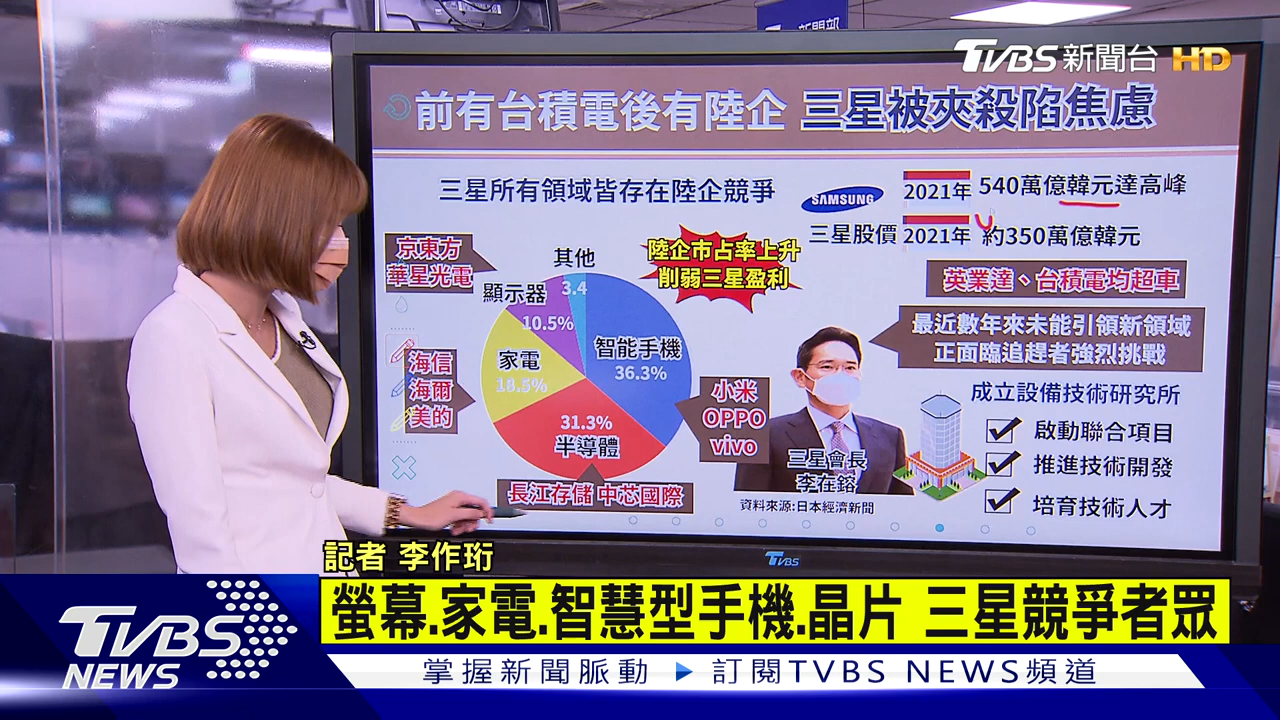 新聞部
TVBS新聞台 HD
前有台積電後有陸企 三星被夾殺陷焦慮
三星所有領域皆存在陸企競爭
SAMSUNG
2021年 540萬億韓元達高峰
三星股價 2021年 約350萬億韓元
京東方
華星光電
其他
3.4
顯示器
10.5%
陸企市占率上升
削弱三星盈利
英業達、台積電均超車
最近數年來未能引領新領域
正面臨追趕者強烈挑戰
智能手機
36.3%
家電
18.5%
海信
海爾
美的
小米
OPPO
vivo
31.3%
半導體
長江存儲 中芯國際
三星會長
李在鎔
成立設備技術研究所
啟動聯合項目
推進技術開發
培育技術人才
資料來源:日本經濟新聞
TVBS
記者 李作珩
螢幕.家電.智慧型手機.晶片 三星競爭者眾
TVBS NEWS
掌握新聞脈動 訂閱TVBS NEWS頻道